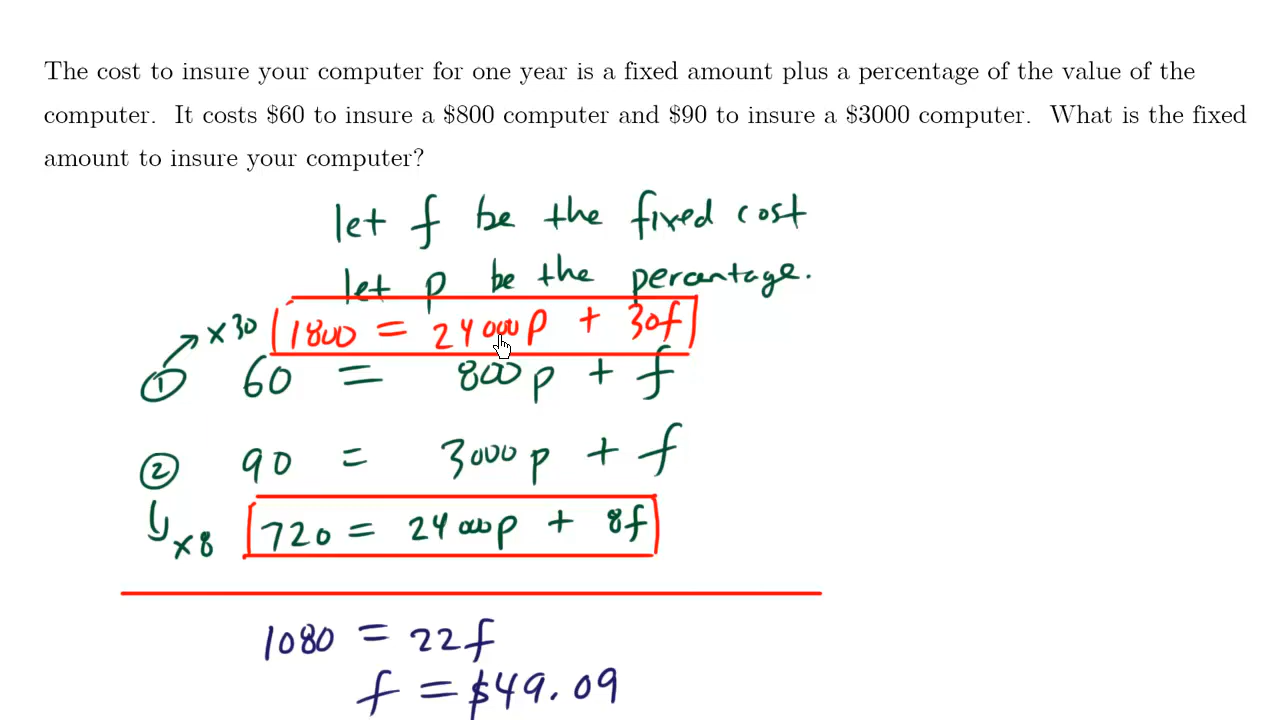 The cost to insure your computer for one year is a fixed amount plus a percentage of the value of the
computer. It costs $60 to insure a $800 computer and $90 to insure a $3000 computer. What is the fixed
amount to insure your computer?
let f be the fixed cost
let p be the percentage.
×30 1800 = 24000p + 30f
① 60 = 800p + f
② 90 = 3000p + f
×8 720 = 24000p + 8f
1080 = 22f
f = $49.09